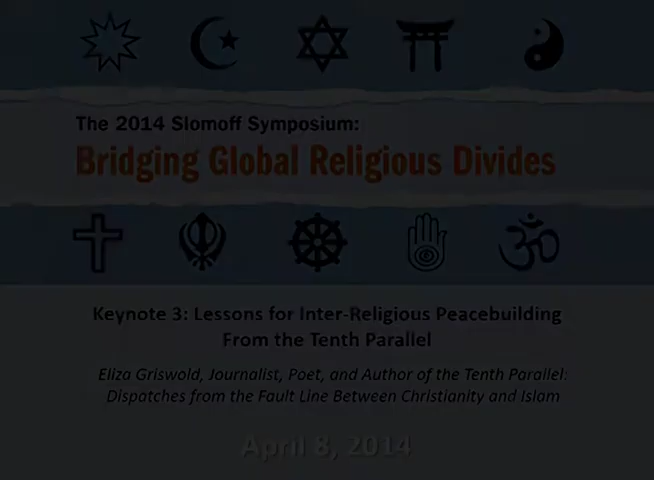 The 2014 Slomoff Symposium:
Bridging Global Religious Divides
Keynote 3: Lessons for Inter-Religious Peacebuilding
From the Tenth Parallel
Eliza Griswold, Journalist, Poet, and Author of the Tenth Parallel:
Dispatches from the Fault Line Between Christianity and Islam
April 8, 2014